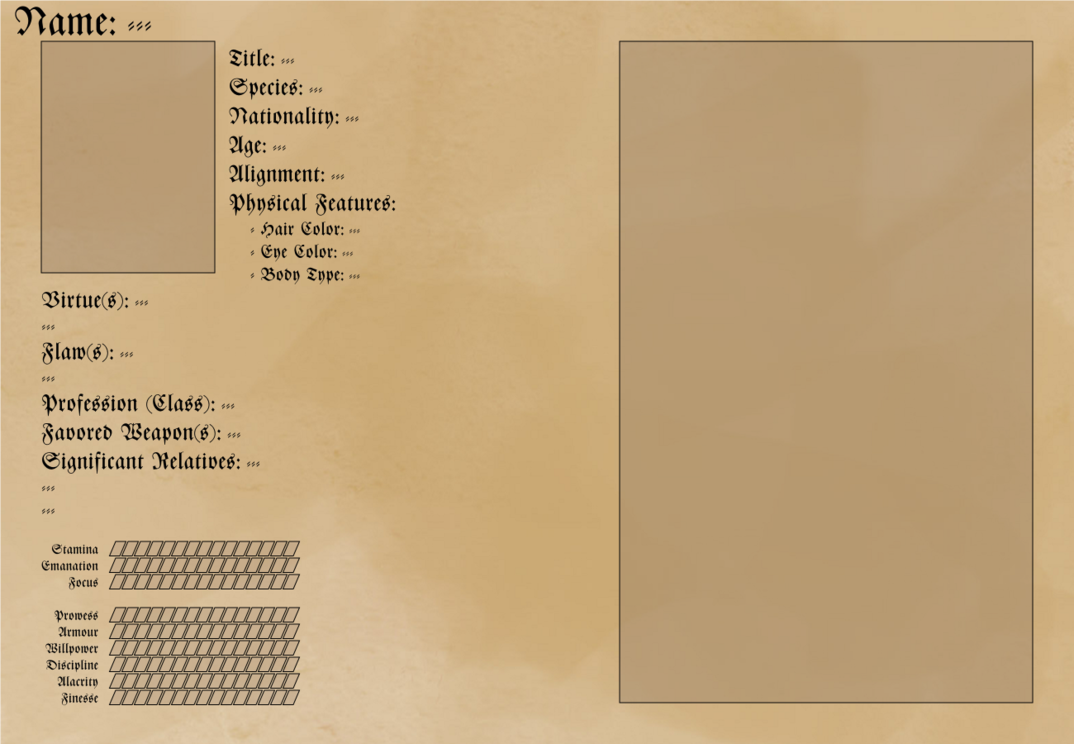 Name: ...
Title: ...
Species: ...
Nationality: ...
Age: ...
Alignment: ...
Physical Features:
· Hair Color: ...
· Eye Color: ...
· Body Type: ...
Virtue(s): ...
...
Flaw(s): ...
...
Profession (Class): ...
Favored Weapon(s): ...
Significant Relatives: ...
...
...
Stamina
Emanation
Focus
Prowess
Armour
Willpower
Discipline
Alacrity
Finesse